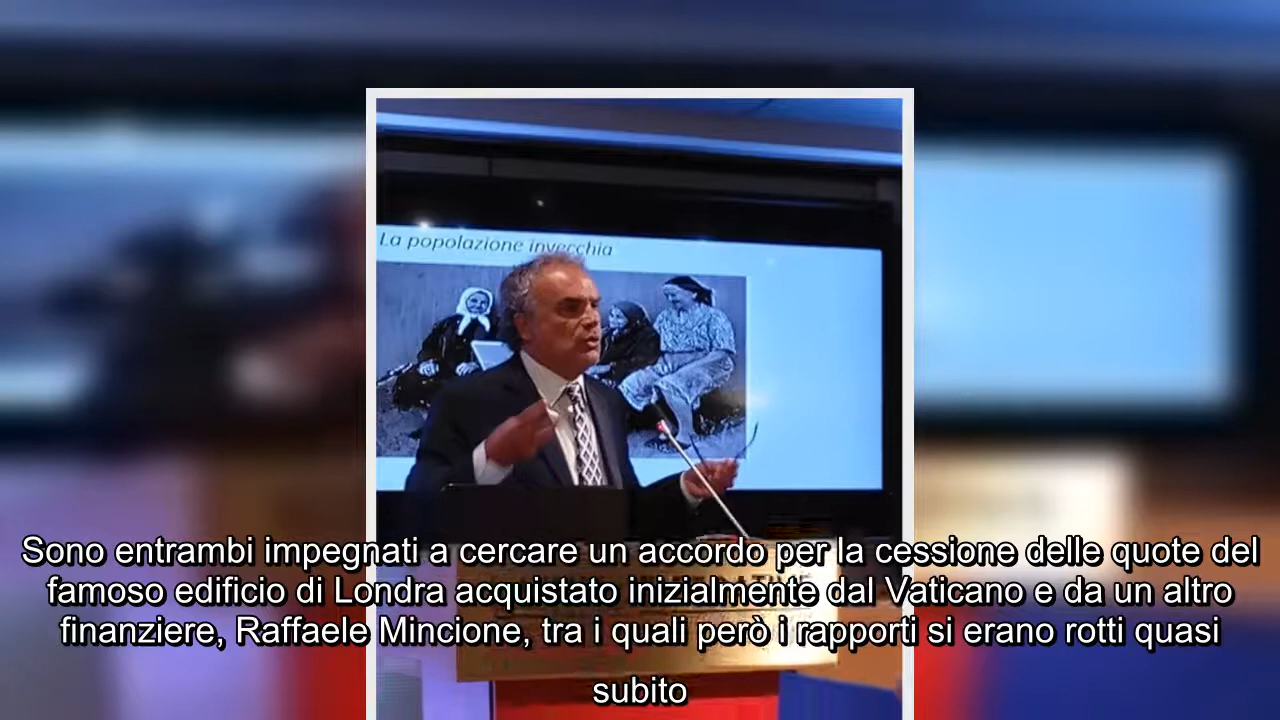 La popolazione invecchia
Sono entrambi impegnati a cercare un accordo per la cessione delle quote del
famoso edificio di Londra acquistato inizialmente dal Vaticano e da un altro
finanziere, Raffaele Mincione, tra i quali però i rapporti si erano rotti quasi
subito